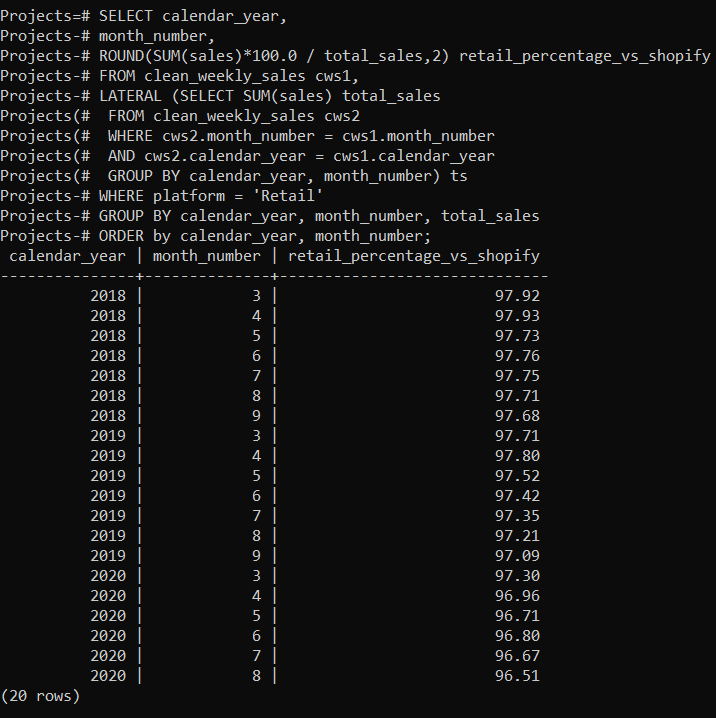 Projects=# SELECT calendar_year,
Projects-# month_number,
Projects-# ROUND(SUM(sales)*100.0 / total_sales,2) retail_percentage_vs_shopify
Projects-# FROM clean_weekly_sales cws1,
Projects-# LATERAL (SELECT SUM(sales) total_sales
Projects(#  FROM clean_weekly_sales cws2
Projects(#  WHERE cws2.month_number = cws1.month_number
Projects(#  AND cws2.calendar_year = cws1.calendar_year
Projects(#  GROUP BY calendar_year, month_number) ts
Projects-# WHERE platform = 'Retail'
Projects-# GROUP BY calendar_year, month_number, total_sales
Projects-# ORDER by calendar_year, month_number;
 calendar_year | month_number | retail_percentage_vs_shopify
---------------+--------------+------------------------------
          2018 |            3 |                        97.92
          2018 |            4 |                        97.93
          2018 |            5 |                        97.73
          2018 |            6 |                        97.76
          2018 |            7 |                        97.75
          2018 |            8 |                        97.71
          2018 |            9 |                        97.68
          2019 |            3 |                        97.71
          2019 |            4 |                        97.80
          2019 |            5 |                        97.52
          2019 |            6 |                        97.42
          2019 |            7 |                        97.35
          2019 |            8 |                        97.21
          2019 |            9 |                        97.09
          2020 |            3 |                        97.30
          2020 |            4 |                        96.96
          2020 |            5 |                        96.71
          2020 |            6 |                        96.80
          2020 |            7 |                        96.67
          2020 |            8 |                        96.51
(20 rows)